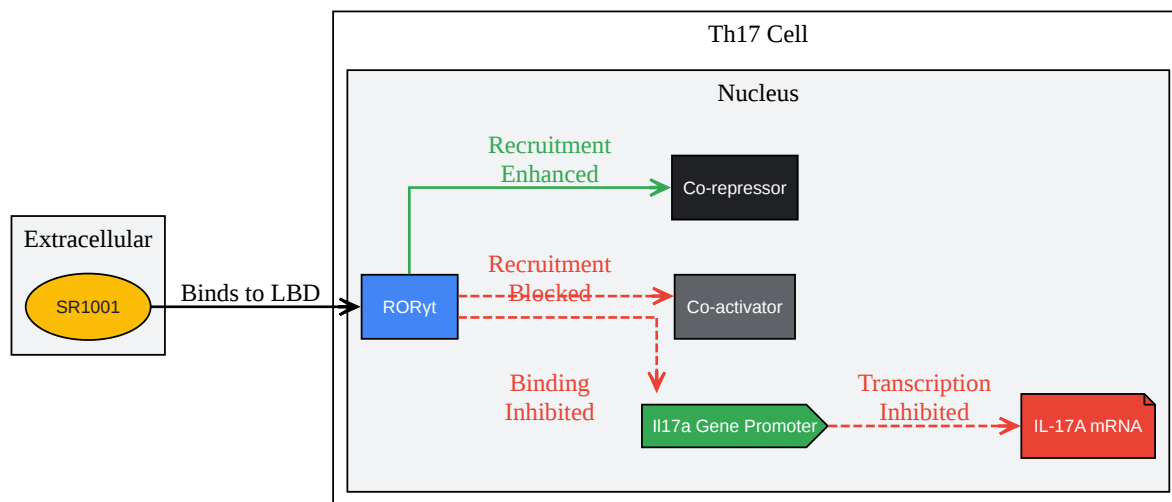 Th17 Cell
Nucleus
Recruitment
Enhanced
Co-repressor
Extracellular
SR1001
Binds to LBD
RORγt
Recruitment
Blocked
Co-activator
Binding
Inhibited
Il17a Gene Promoter
Transcription
Inhibited
IL-17A mRNA